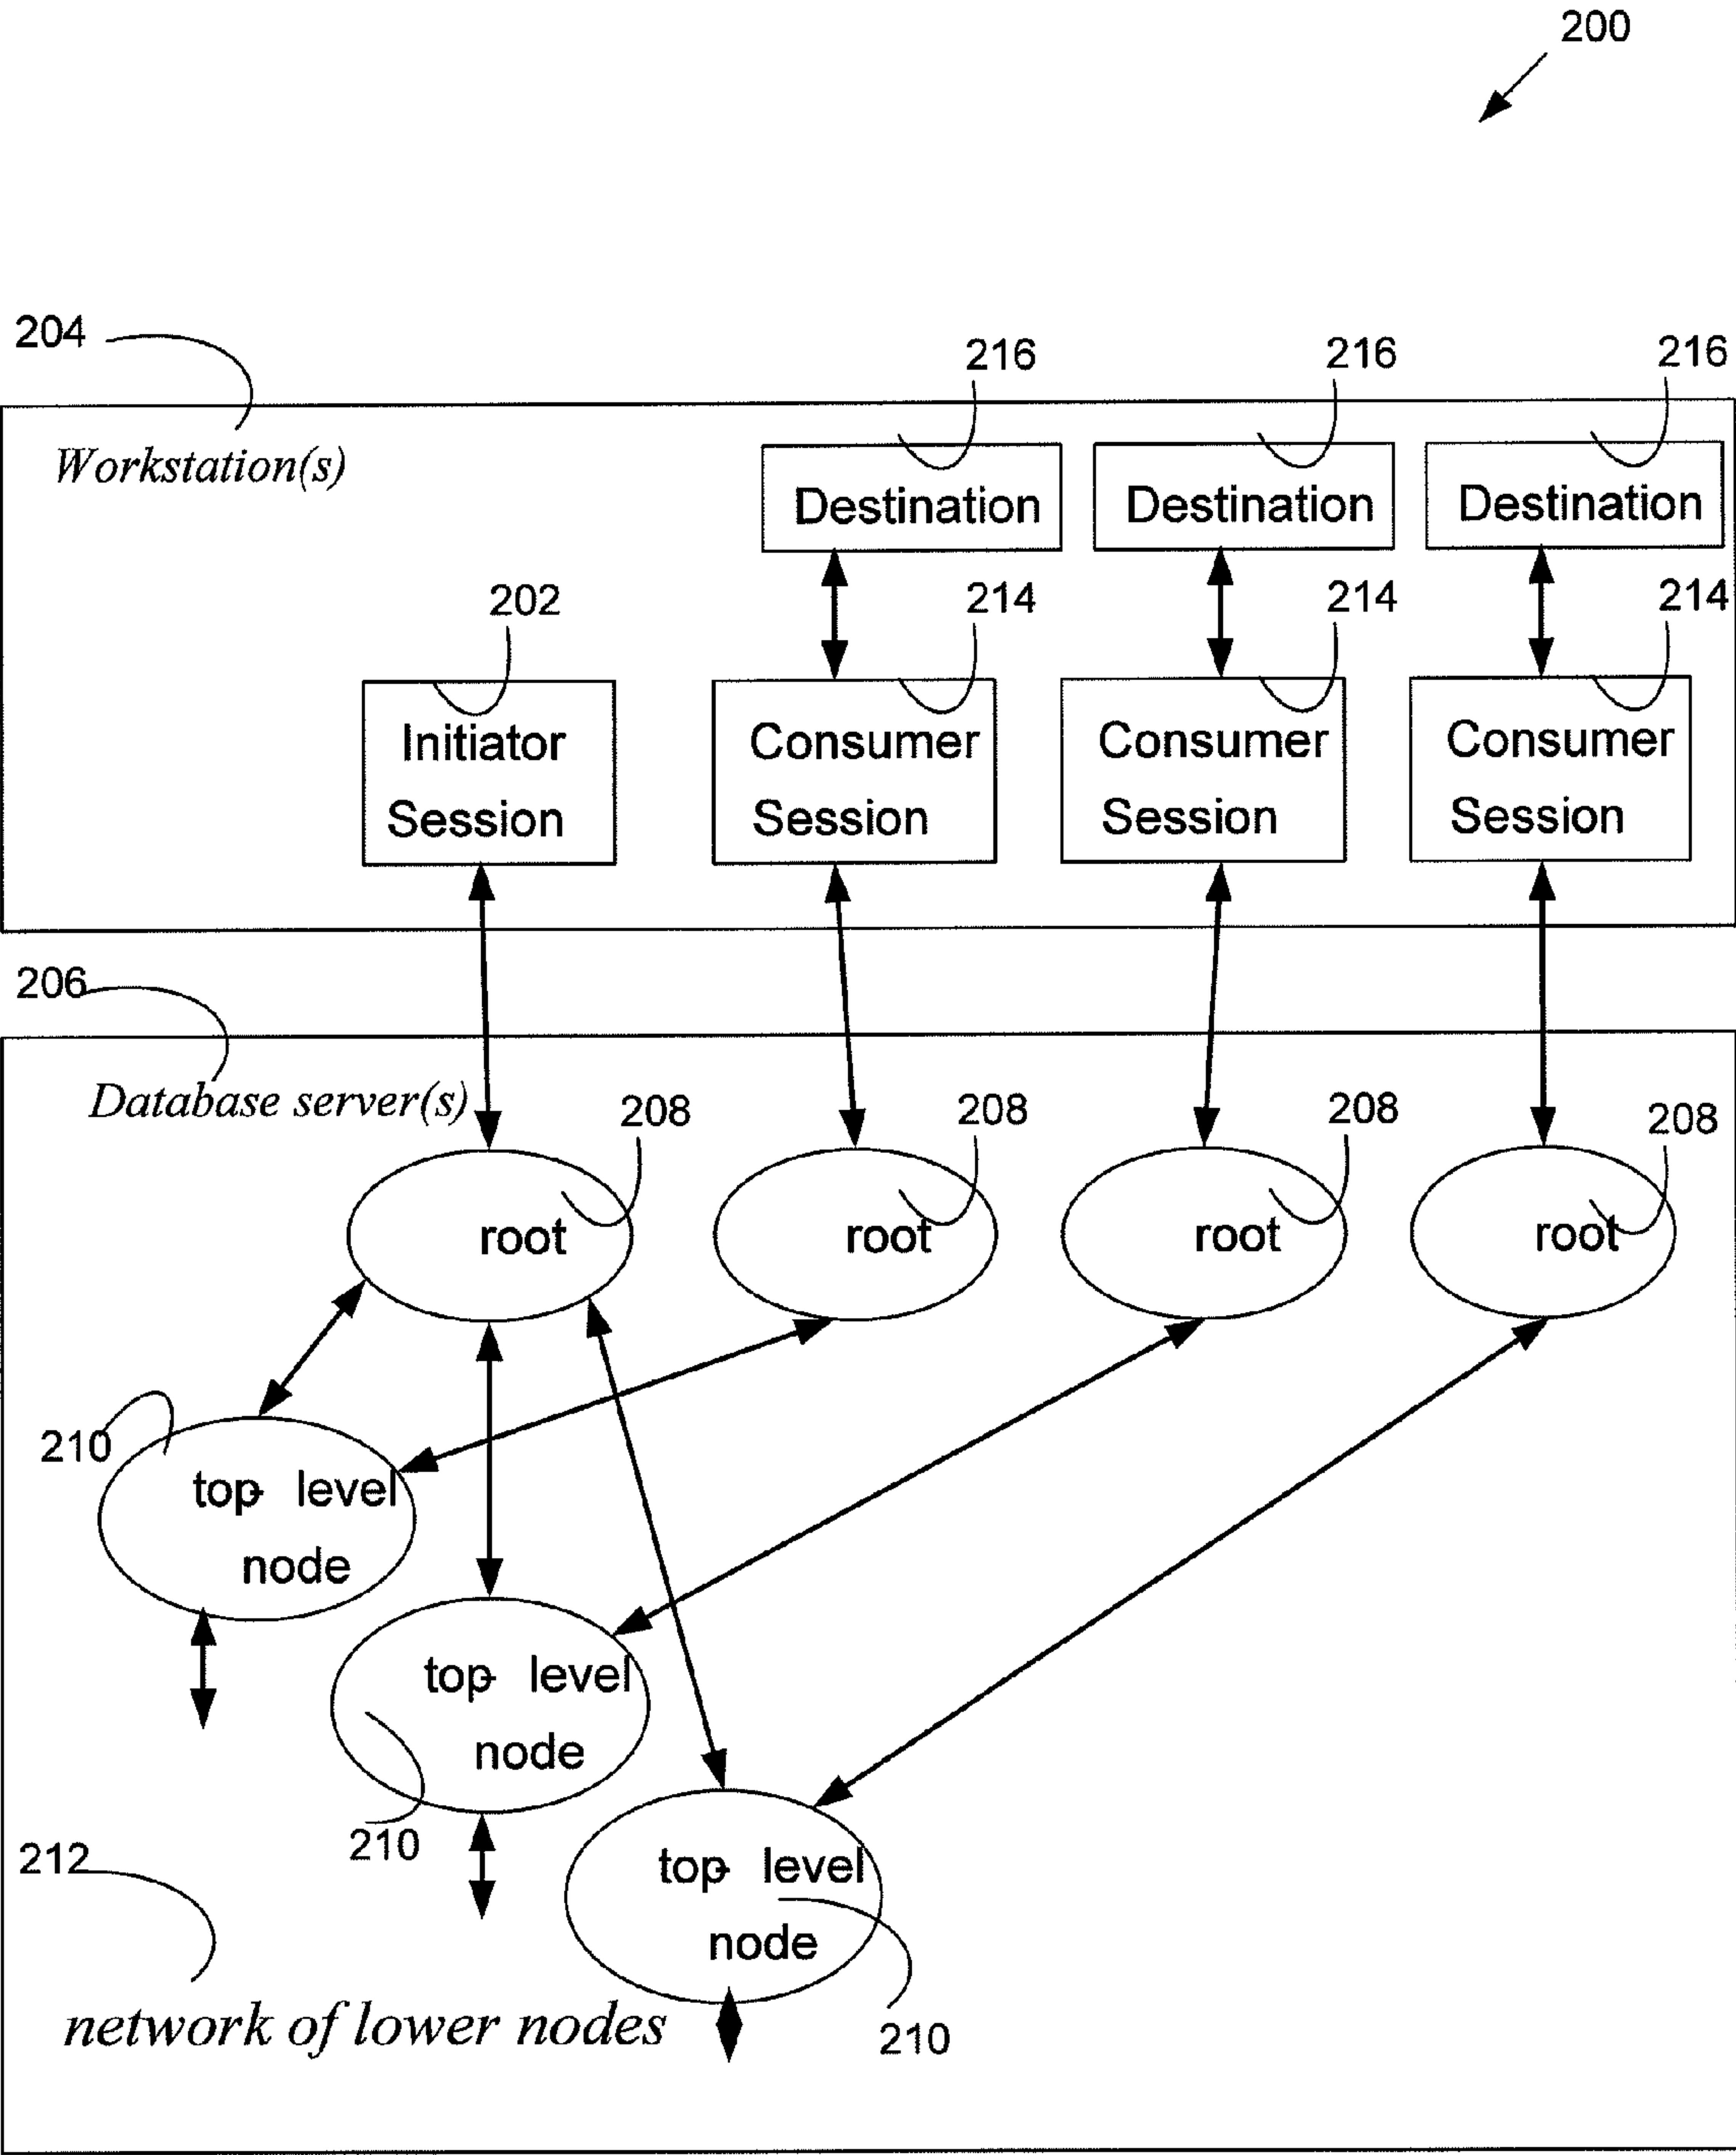 200
204
216 216 216
Workstation(s)
Destination Destination Destination
202 214 214 214
Initiator Session
Consumer Session
Consumer Session
Consumer Session
206
Database server(s)
208 208 208 208
root root root root
210
top- level
node
top- level
node
210
212
top- level
node
network of lower nodes
210